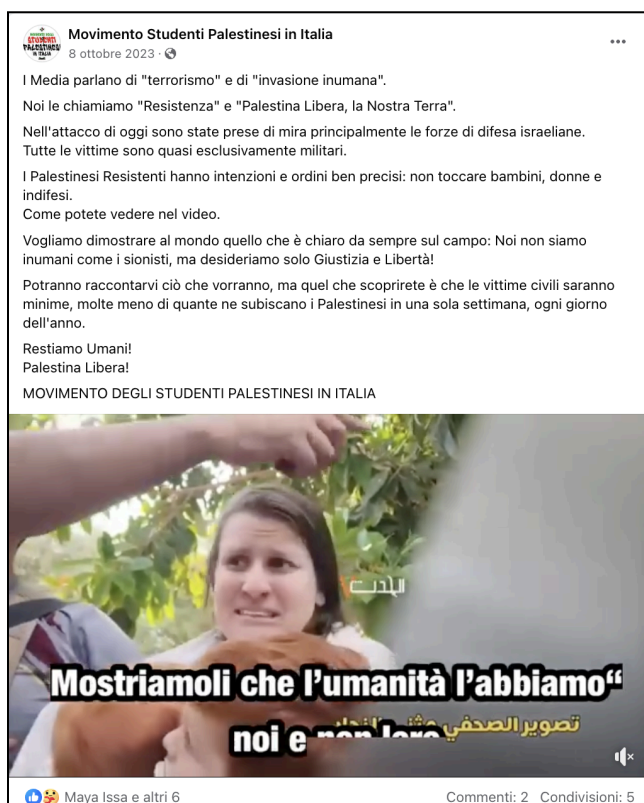 Movimento Studenti Palestinesi in Italia
8 ottobre 2023 ·
I Media parlano di "terrorismo" e di "invasione inumana".
Noi le chiamiamo "Resistenza" e "Palestina Libera, la Nostra Terra".
Nell'attacco di oggi sono state prese di mira principalmente le forze di difesa israeliane.
Tutte le vittime sono quasi esclusivamente militari.
I Palestinesi Resistenti hanno intenzioni e ordini ben precisi: non toccare bambini, donne e
indifesi.
Come potete vedere nel video.
Vogliamo dimostrare al mondo quello che è chiaro da sempre sul campo: Noi non siamo
inumani come i sionisti, ma desideriamo solo Giustizia e Libertà!
Potranno raccontarvi ciò che vorranno, ma quel che scoprirete è che le vittime civili saranno
minime, molte meno di quante ne subiscano i Palestinesi in una sola settimana, ogni giorno
dell'anno.
Restiamo Umani!
Palestina Libera!
MOVIMENTO DEGLI STUDENTI PALESTINESI IN ITALIA
الحدث
Mostriamoli che l'umanità l'abbiamo“
noi e non loro
تصوير الصحفي
Maya Issa e altri 6
Commenti: 2 Condivisioni: 5